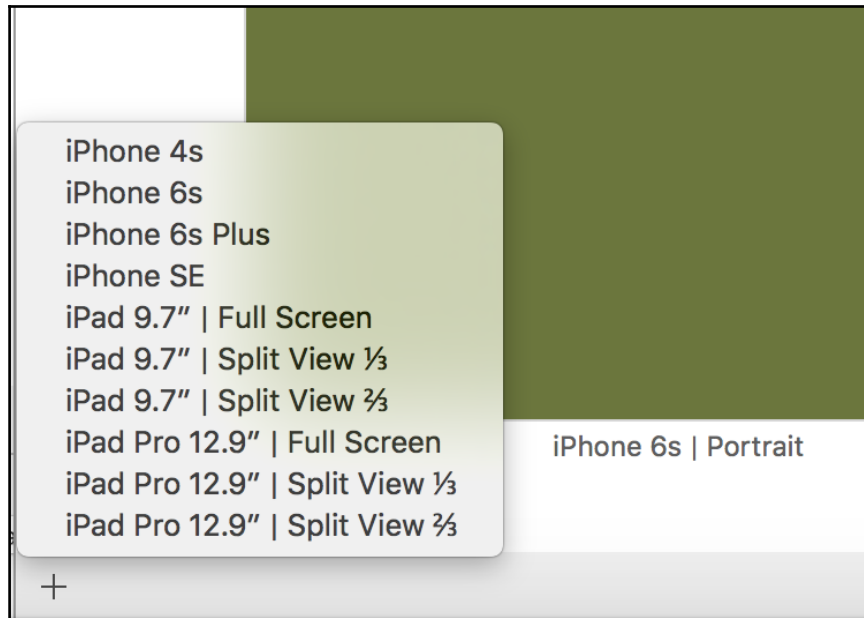 iPhone 4s
iPhone 6s
iPhone 6s Plus
iPhone SE
iPad 9.7” | Full Screen
iPad 9.7” | Split View ⅓
iPad 9.7” | Split View ⅔
iPad Pro 12.9” | Full Screen
iPhone 6s | Portrait
iPad Pro 12.9” | Split View ⅓
iPad Pro 12.9” | Split View ⅔
+